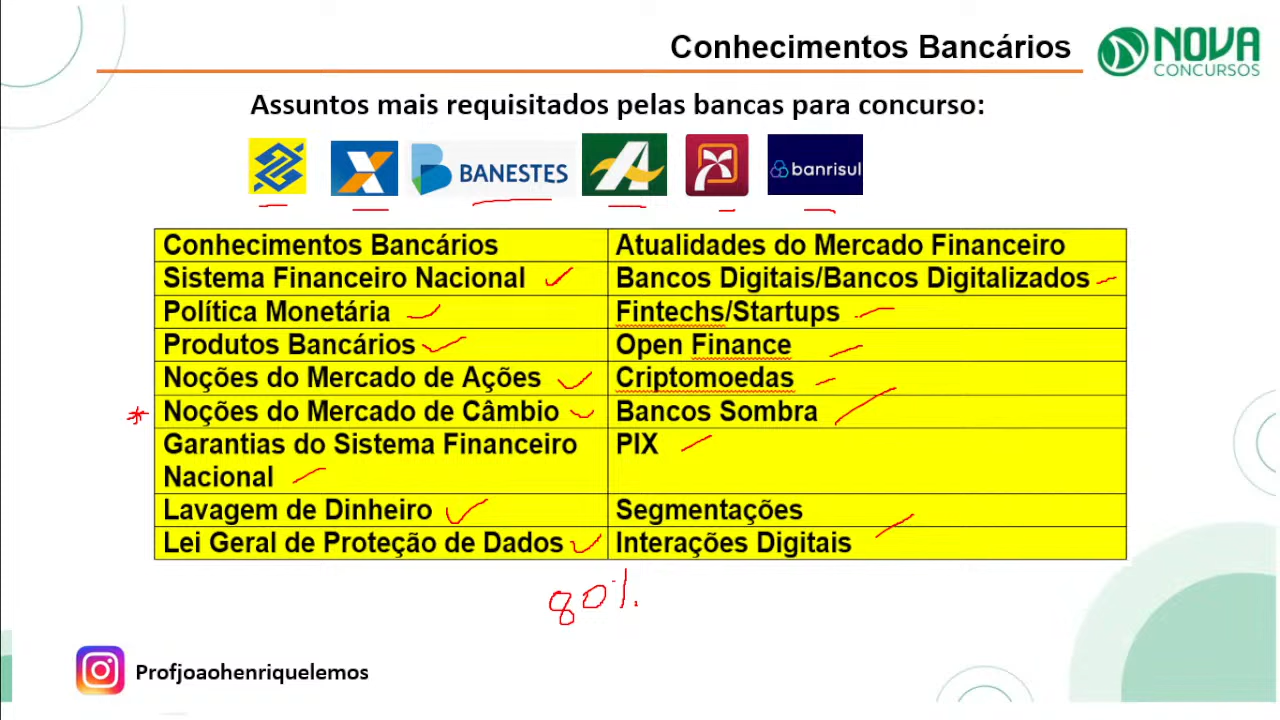 Conhecimentos Bancários
NOVA
CONCURSOS
Assuntos mais requisitados pelas bancas para concurso:
BANESTES
banrisul
Conhecimentos Bancários
Atualidades do Mercado Financeiro
Sistema Financeiro Nacional
Bancos Digitais/Bancos Digitalizados
Política Monetária
Fintechs/Startups
Produtos Bancários
Open Finance
Noções do Mercado de Ações
Criptomoedas
* Noções do Mercado de Câmbio
Bancos Sombra
Garantias do Sistema Financeiro
Nacional
PIX
Lavagem de Dinheiro
Segmentações
Lei Geral de Proteção de Dados
Interações Digitais
80%
Profjoaohenriquelemos